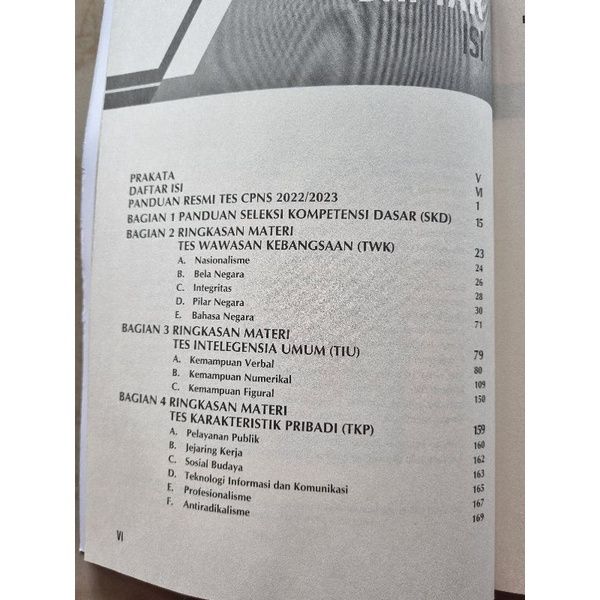 ISI
PRAKATA V
DAFTAR ISI VI
PANDUAN RESMI TES CPNS 2022/2023 1
BAGIAN 1 PANDUAN SELEKSI KOMPETENSI DASAR (SKD) 15
BAGIAN 2 RINGKASAN MATERI
TES WAWASAN KEBANGSAAN (TWK) 23
A. Nasionalisme 24
B. Bela Negara 26
C. Integritas 26
D. Pilar Negara 28
E. Bahasa Negara 30
71
BAGIAN 3 RINGKASAN MATERI
TES INTELEGENSIA UMUM (TIU) 79
A. Kemampuan Verbal 80
B. Kemampuan Numerikal 109
C. Kemampuan Figural 150
BAGIAN 4 RINGKASAN MATERI
TES KARAKTERISTIK PRIBADI (TKP) 159
A. Pelayanan Publik 160
B. Jejaring Kerja 162
C. Sosial Budaya 163
D. Teknologi Informasi dan Komunikasi 165
E. Profesionalisme 167
F. Antiradikalisme 169
VI